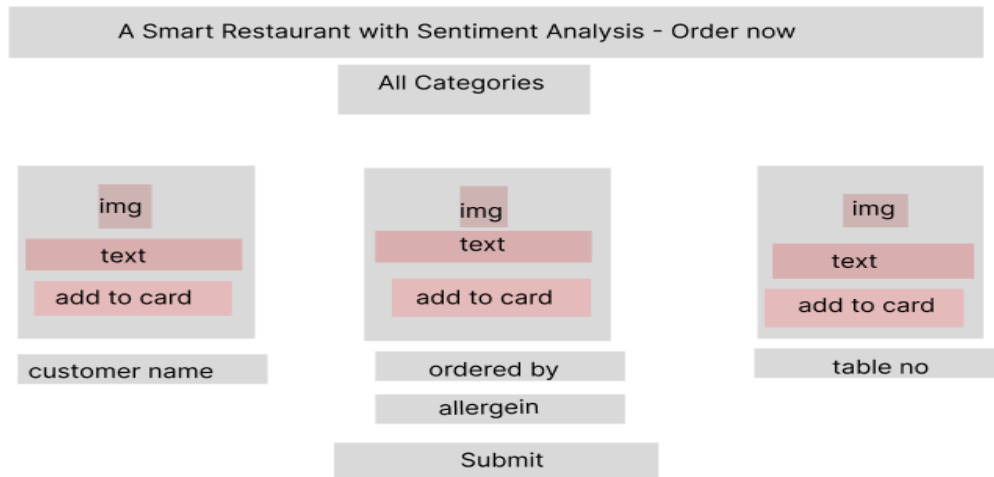 A Smart Restaurant with Sentiment Analysis - Order now
All Categories
img
text
add to card
img
text
add to card
img
text
add to card
customer name
ordered by
table no
allergein
Submit